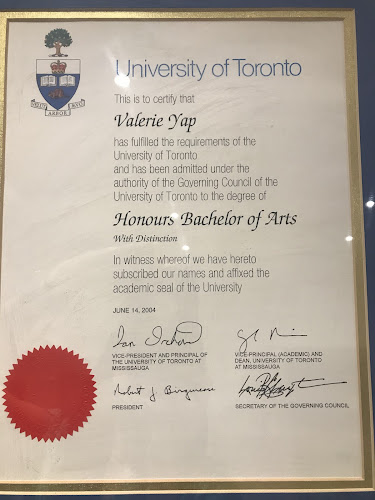 University of Toronto
This is to certify that
Valerie Yap
has fulfilled the requirements of the
University of Toronto
and has been admitted under the
authority of the Governing Council of the
University of Toronto to the degree of
Honours Bachelor of Arts
With Distinction
In witness whereof we have hereto
subscribed our names and affixed the
academic seal of the University
JUNE 14, 2004
VICE-PRESIDENT AND PRINCIPAL OF
THE UNIVERSITY OF TORONTO AT
MISSISSAUGA
VICE-PRINCIPAL (ACADEMIC) AND
DEAN, UNIVERSITY OF TORONTO
AT MISSISSAUGA
PRESIDENT
SECRETARY OF THE GOVERNING COUNCIL
ARBOR